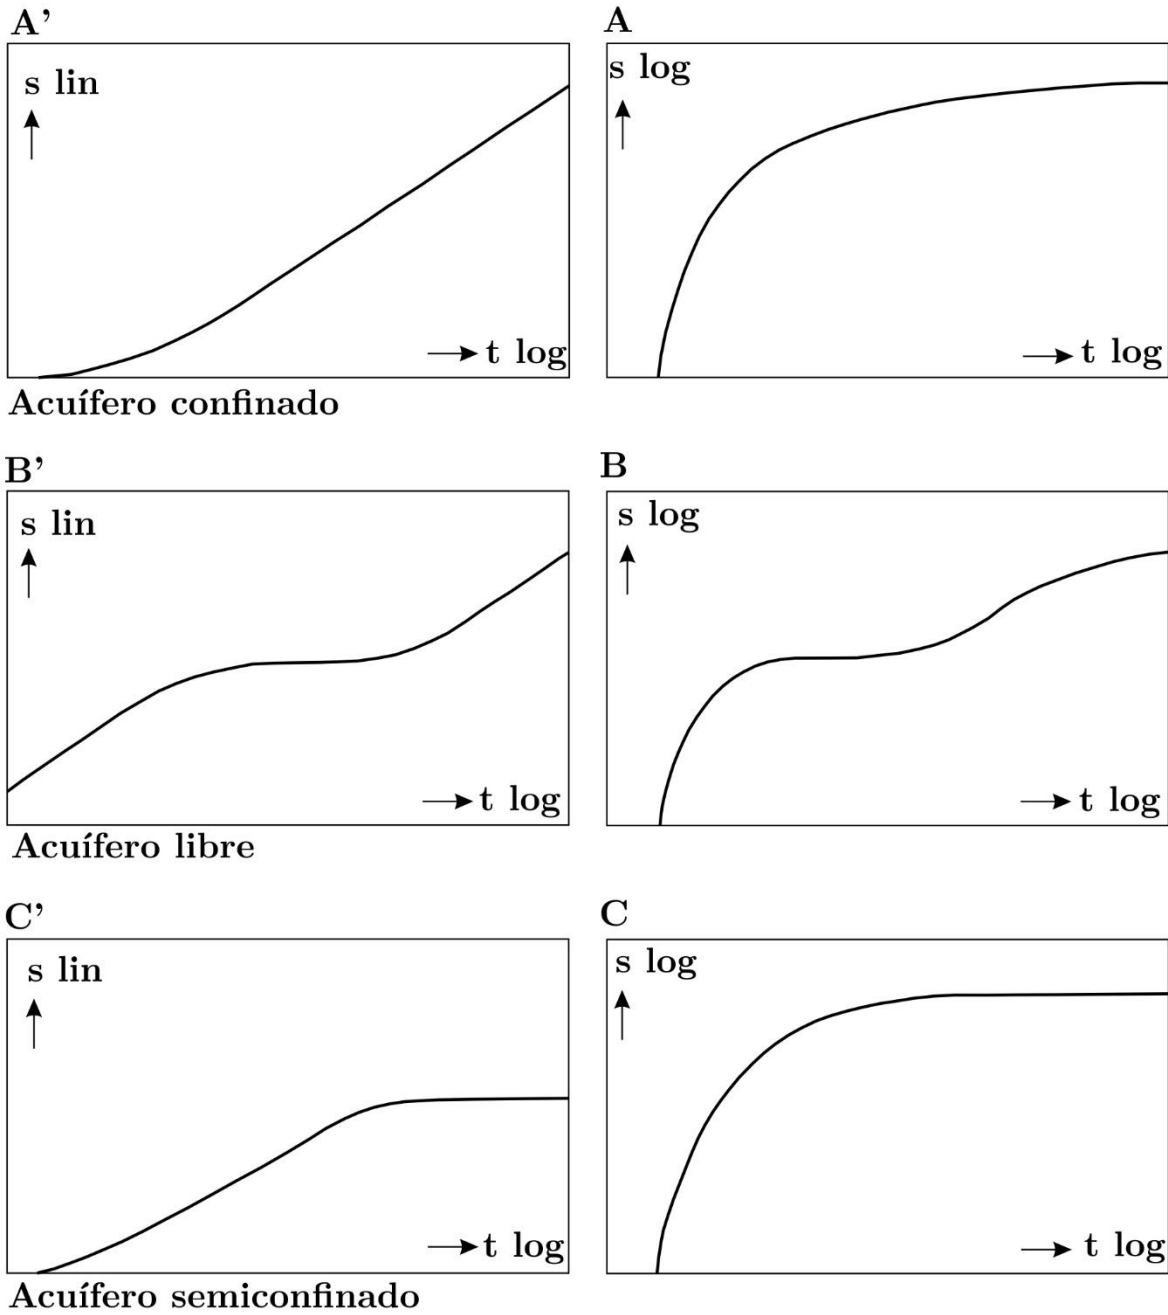 A’
A
s lin
s log
t log
t log
Acuífero confinado
B’
B
s lin
s log
t log
t log
Acuífero libre
C’
C
s lin
s log
t log
t log
Acuífero semiconfinado